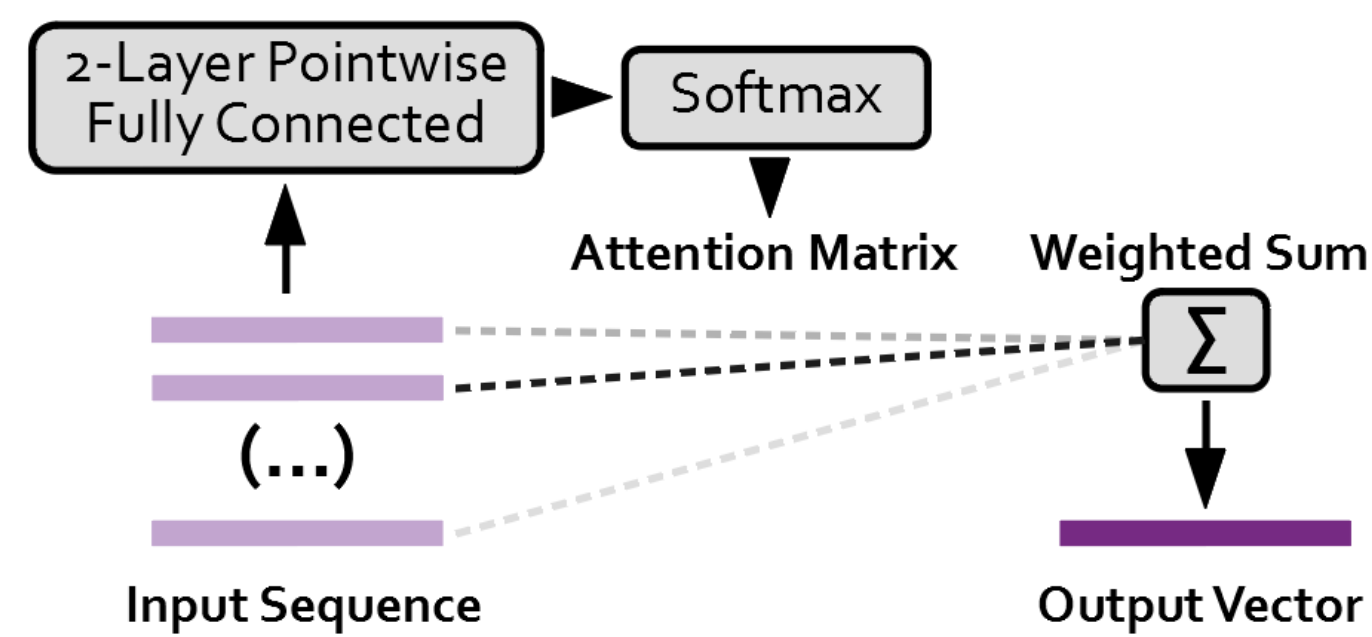 2-Layer Pointwise
Fully Connected
Softmax
Attention Matrix
Weighted Sum
Σ
(...)
Input Sequence
Output Vector